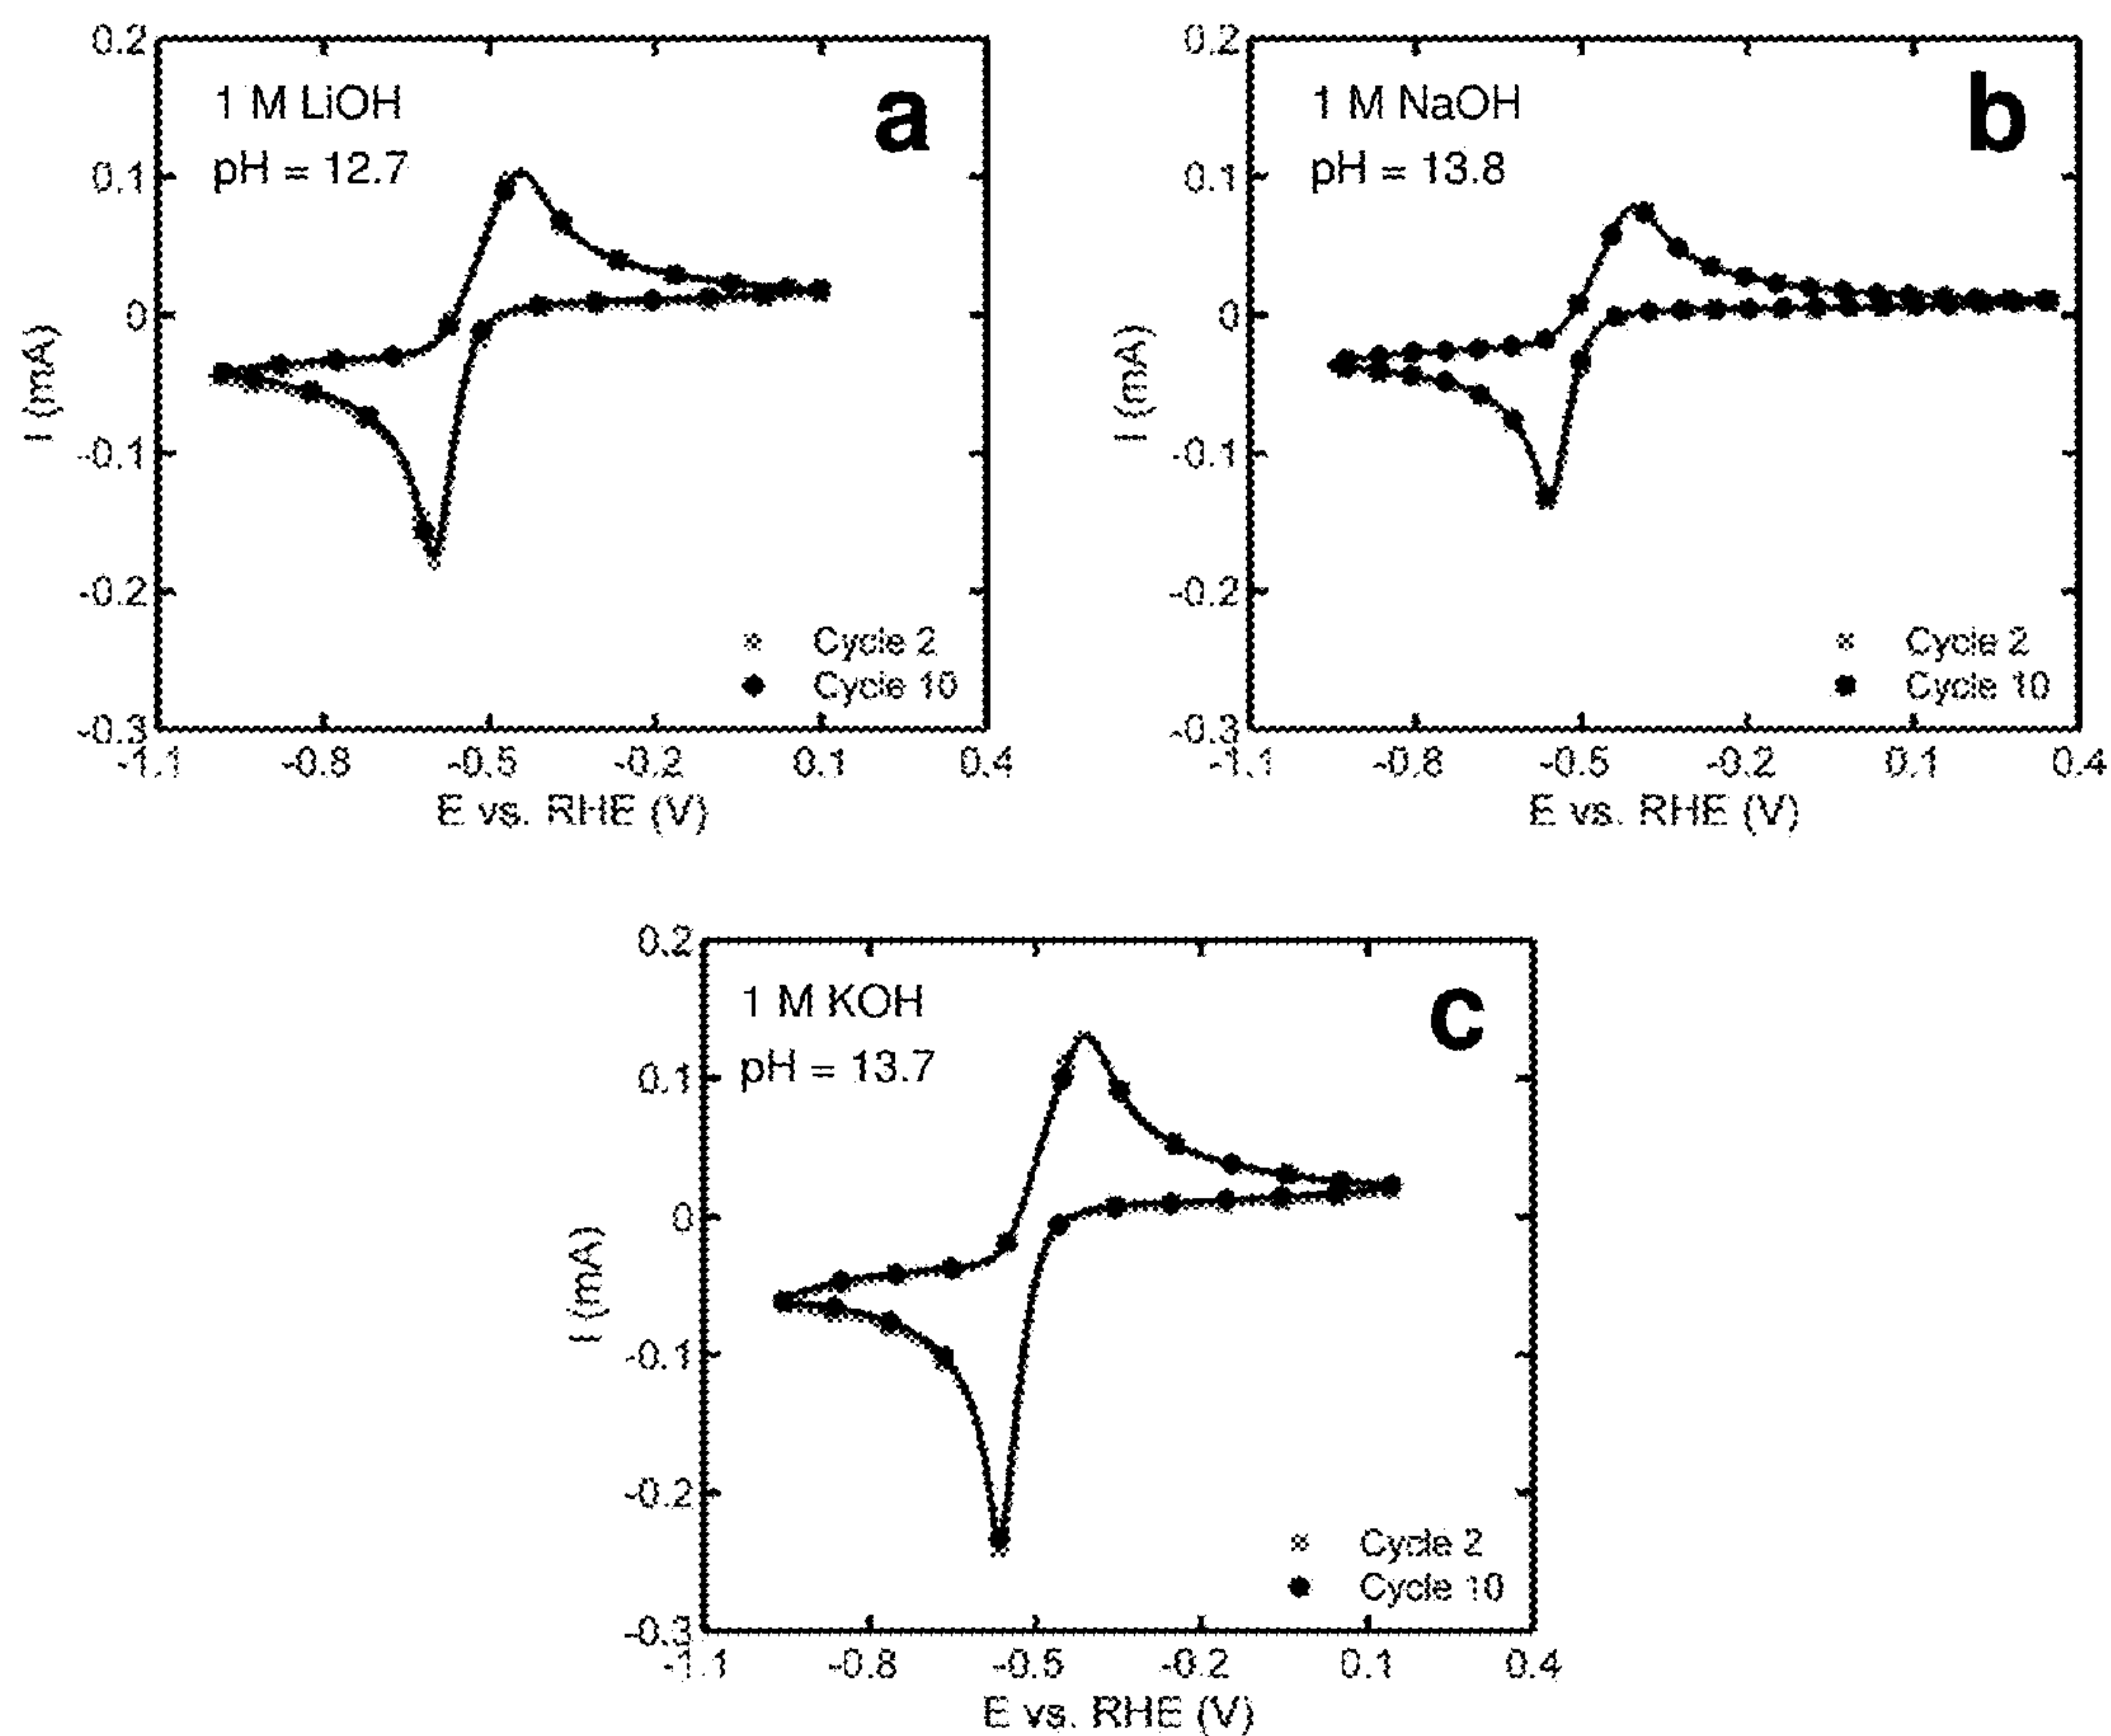 0.2
0.1
0
-0.1
-0.2
-0.3
I (mA)
1 M LiOH
pH = 12.7
a
Cycle 2
Cycle 10
-1.1 -0.8 -0.5 -0.2 0.1 0.4
E vs. RHE (V)
0.2
0.1
0
-0.1
-0.2
-0.3
I (mA)
1 M NaOH
pH = 13.8
b
Cycle 2
Cycle 10
-1.1 -0.8 -0.5 -0.2 0.1 0.4
E vs. RHE (V)
0.2
0.1
0
-0.1
-0.2
-0.3
I (mA)
1 M KOH
pH = 13.7
c
Cycle 2
Cycle 10
-1.1 -0.8 -0.5 -0.2 0.1 0.4
E vs. RHE (V)